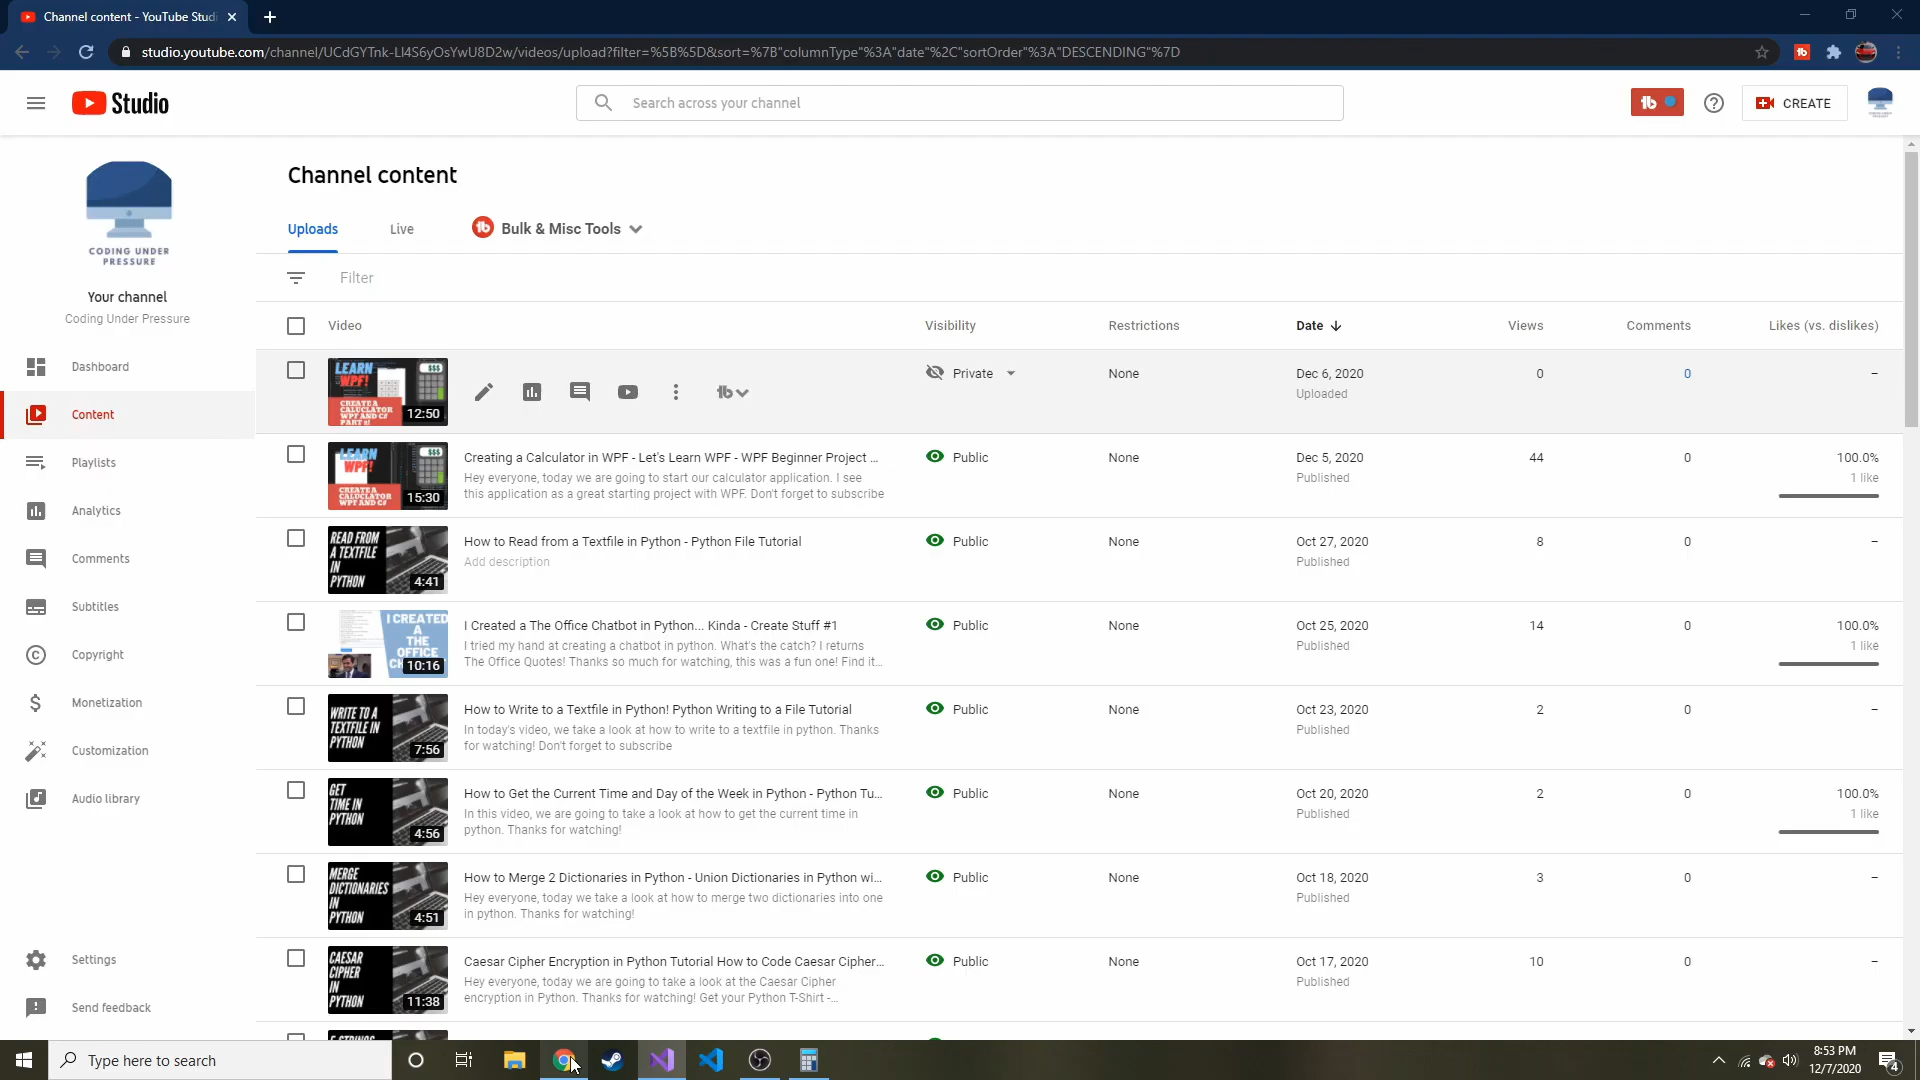 Channel content - YouTube Studi
studio.youtube.com/channel/UCdGYTnk-LI4S6yOsYwU8D2w/videos/upload?filter=%5B%5D&sort=%7B"columnType"%3A"date"%2C"sortOrder"%3A"DESCENDING"%7D
Studio
Search across your channel
CREATE
CODING UNDER
PRESSURE
Your channel
Coding Under Pressure
Dashboard
Content
Playlists
Analytics
Comments
Subtitles
Copyright
Monetization
Customization
Audio library
Settings
Send feedback
Channel content
Uploads Live Bulk & Misc Tools
Filter
Video Visibility Restrictions Date Views Comments Likes (vs. dislikes)
LEARN
WPF!
$$$
CREATE A
CALUCLATOR
WPF AND C#
PART 2!
12:50
Private None Dec 6, 2020 0 0 –
Uploaded
LEARN
WPF!
$$$
CREATE A
CALUCLATOR
WPF AND C#
15:30
Creating a Calculator in WPF - Let's Learn WPF - WPF Beginner Project ... Public None Dec 5, 2020 44 0 100.0%
Hey everyone, today we are going to start our calculator application. I see Published 1 like
this application as a great starting project with WPF. Don't forget to subscribe
READ FROM
A TEXTFILE
IN
PYTHON
4:41
How to Read from a Textfile in Python - Python File Tutorial Public None Oct 27, 2020 8 0 –
Add description Published
I CREATED
A
THE
OFFICE
10:16
I Created a The Office Chatbot in Python... Kinda - Create Stuff #1 Public None Oct 25, 2020 14 0 100.0%
I tried my hand at creating a chatbot in python. What's the catch? I returns Published 1 like
The Office Quotes! Thanks so much for watching, this was a fun one! Find it...
WRITE TO A
TEXTFILE IN
PYTHON
7:56
How to Write to a Textfile in Python! Python Writing to a File Tutorial Public None Oct 23, 2020 2 0 –
In today's video, we take a look at how to write to a textfile in python. Thanks Published
for watching! Don't forget to subscribe
GET
TIME IN
PYTHON
4:56
How to Get the Current Time and Day of the Week in Python - Python Tu... Public None Oct 20, 2020 2 0 100.0%
In this video, we are going to take a look at how to get the current time in Published 1 like
python. Thanks for watching!
MERGE
DICTIONARIES
IN
PYTHON
4:51
How to Merge 2 Dictionaries in Python - Union Dictionaries in Python wi... Public None Oct 18, 2020 3 0 –
Hey everyone, today we take a look at how to merge two dictionaries into one Published
in python. Thanks for watching!
CAESAR
CIPHER
IN
PYTHON
11:38
Caesar Cipher Encryption in Python Tutorial How to Code Caesar Cipher... Public None Oct 17, 2020 10 0 –
Hey everyone, today we are going to take a look at the Caesar Cipher Published
encryption in Python. Thanks for watching! Get your Python T-Shirt -...
Type here to search
8:53 PM
12/7/2020
4